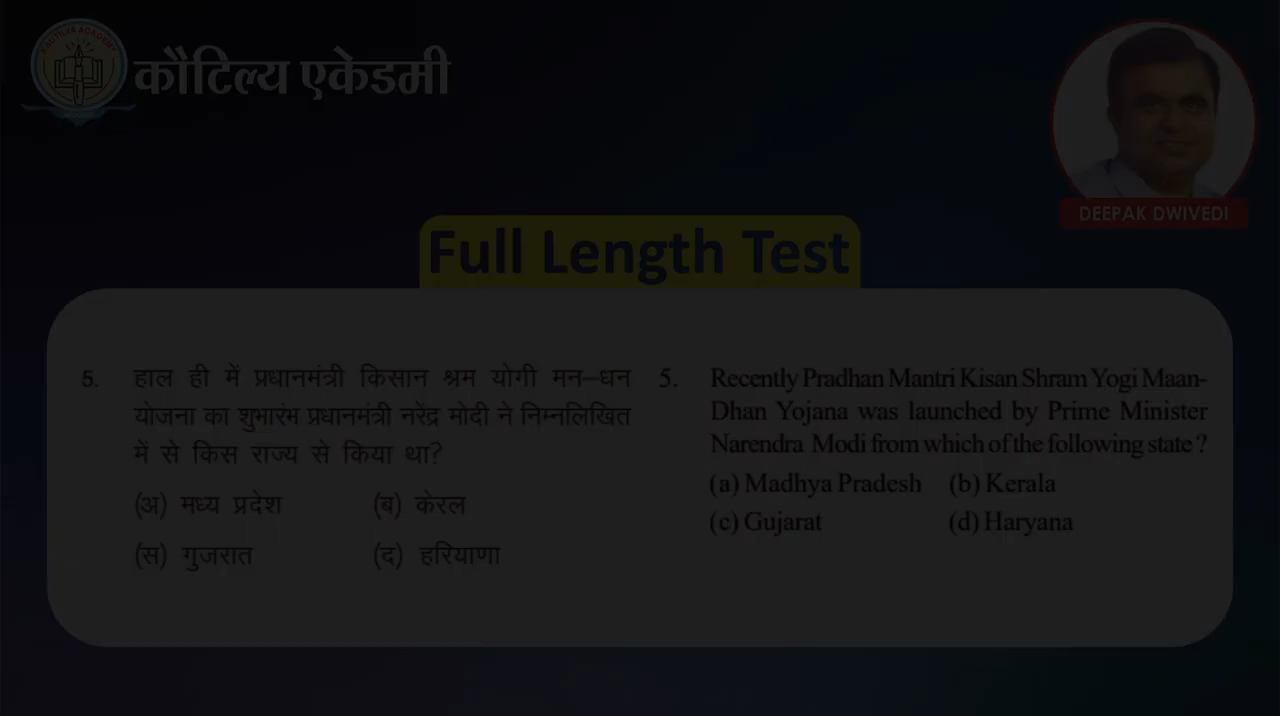 KAUTILYA ACADEMY
कौटिल्य एकेडमी
DEEPAK DWIVEDI
Full Length Test
5. हाल ही में प्रधानमंत्री किसान श्रम योगी मन–धन
योजना का शुभारंभ प्रधानमंत्री नरेंद्र मोदी ने निम्नलिखित
में से किस राज्य से किया था?
(अ) मध्य प्रदेश (ब) केरल
(स) गुजरात (द) हरियाणा
5. Recently Pradhan Mantri Kisan Shram Yogi Maan-
Dhan Yojana was launched by Prime Minister
Narendra Modi from which of the following state ?
(a) Madhya Pradesh (b) Kerala
(c) Gujarat (d) Haryana